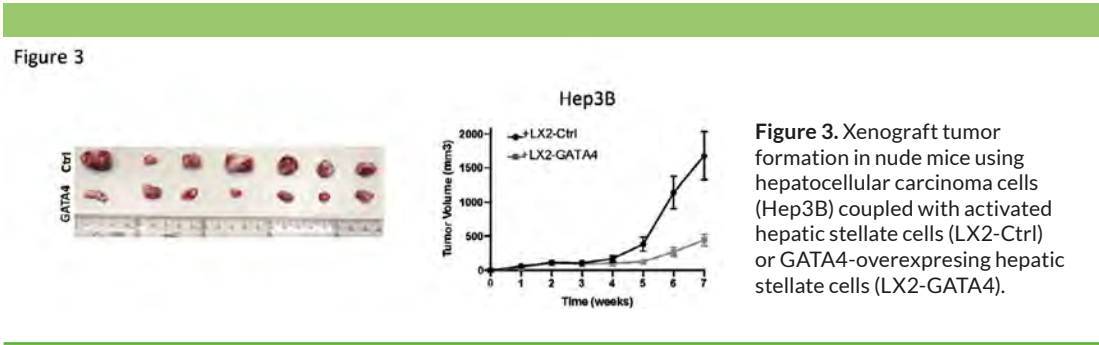 Figure 3
Ctrl
GATA4
Hep3B
Tumor Volume (mm3)
2000
1500
1000
500
0
+LX2-Ctrl
+LX2-GATA4
0 1 2 3 4 5 6 7
Time (weeks)
Figure 3. Xenograft tumor
formation in nude mice using
hepatocellular carcinoma cells
(Hep3B) coupled with activated
hepatic stellate cells (LX2-Ctrl)
or GATA4-overexpresing hepatic
stellate cells (LX2-GATA4).